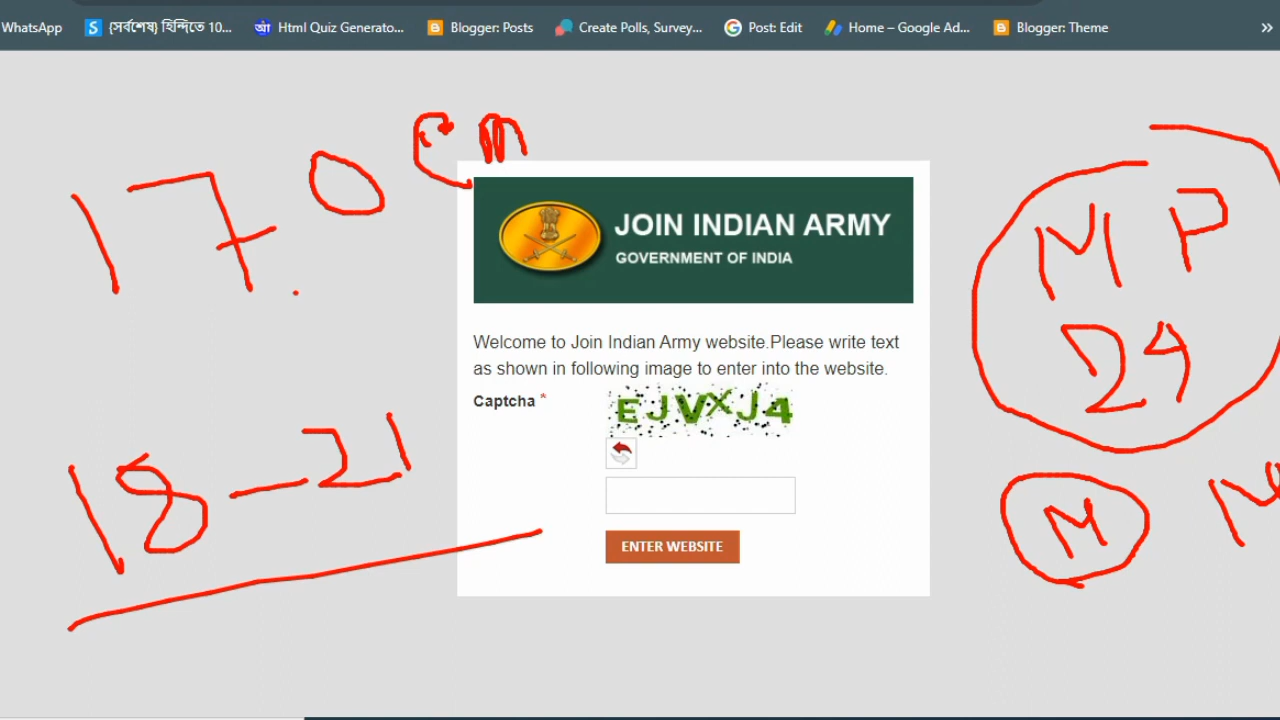 WhatsApp {সর্বশেষ} হিন্দিতে 10... Html Quiz Generato... Blogger: Posts Create Polls, Survey... Post: Edit Home – Google Ad... Blogger: Theme »
170 cm
JOIN INDIAN ARMY
GOVERNMENT OF INDIA
Welcome to Join Indian Army website.Please write text
as shown in following image to enter into the website.
Captcha * EJVXJ4
ENTER WEBSITE
18-21
MP
24
M